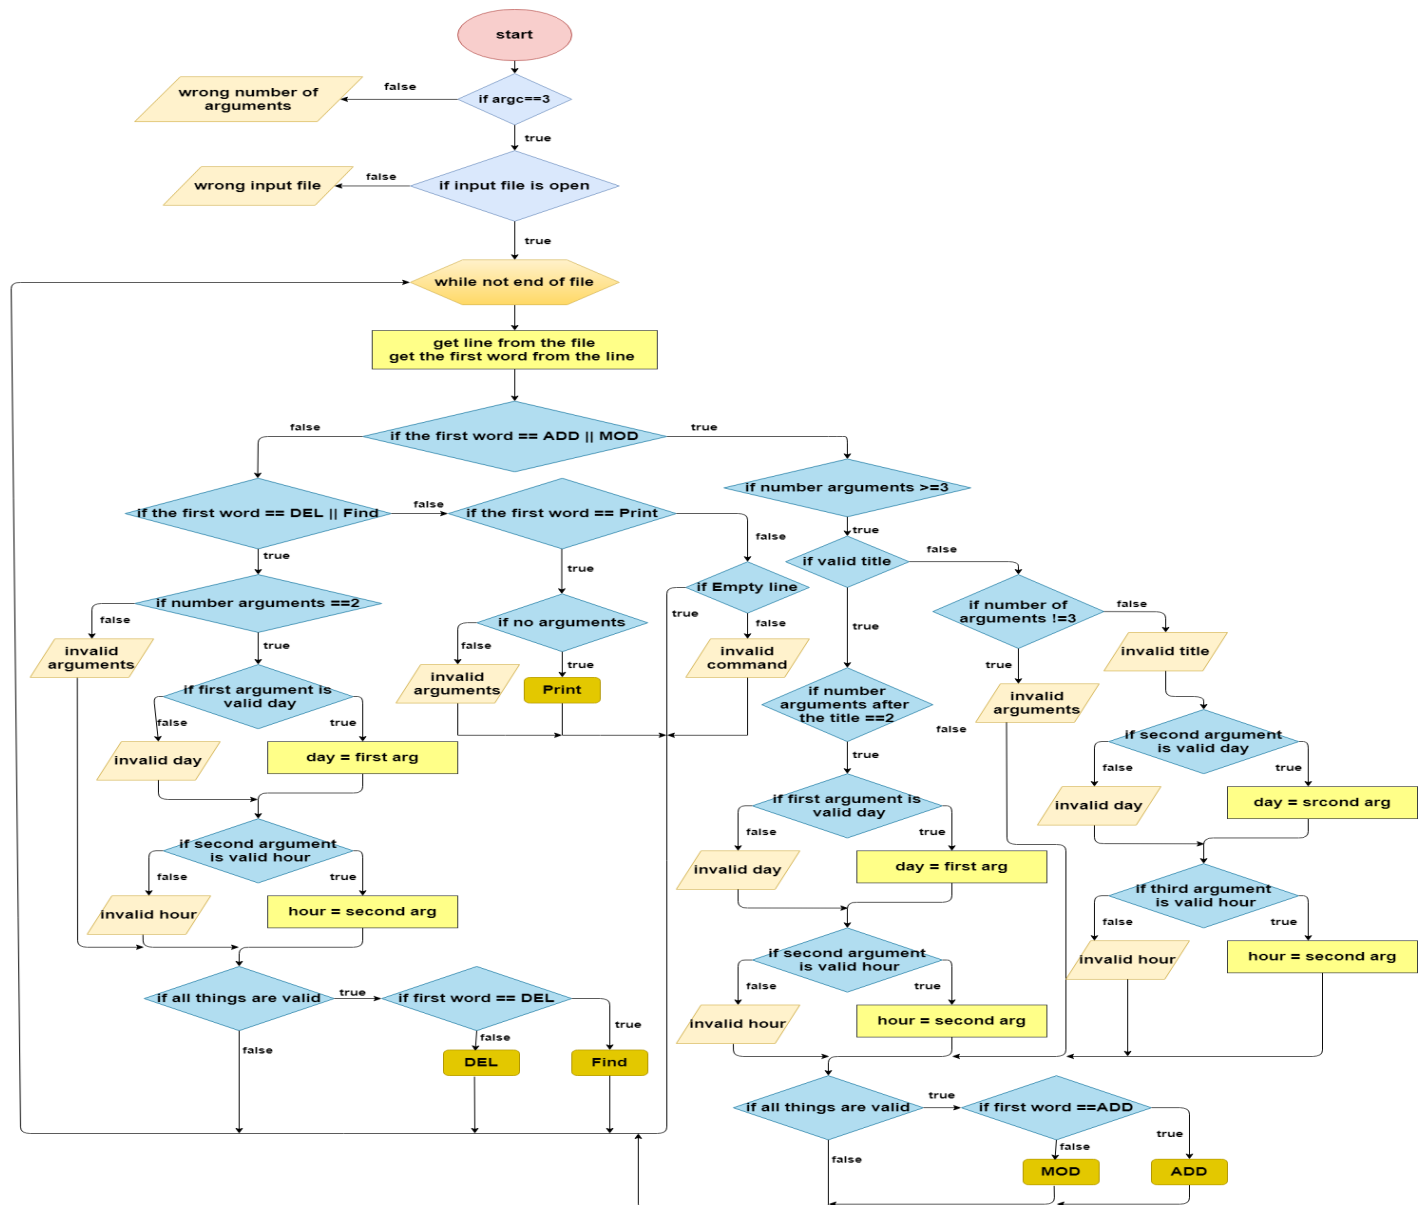 start
if argc==3
false
wrong number of
arguments
true
if input file is open
false
wrong input file
true
while not end of file
get line from the file
get the first word from the line
if the first word == ADD || MOD
false
true
if the first word == DEL || Find
false
if the first word == Print
false
if number arguments >=3
true
if valid title
false
true
true
if Empty line
true
false
invalid
command
if number arguments ==2
false
invalid
arguments
true
if no arguments
false
invalid
arguments
true
Print
if first argument is
valid day
false
true
invalid day
day = first arg
if second argument
is valid hour
false
true
invalid hour
hour = second arg
if all things are valid
true
false
if first word == DEL
false
true
DEL
Find
true
if number
arguments after
the title ==2
false
true
if first argument is
valid day
false
true
invalid day
day = first arg
if second argument
is valid hour
false
true
invalid hour
hour = second arg
if number of
arguments !=3
false
true
invalid
arguments
invalid title
if second argument
is valid day
false
true
invalid day
day = srcond arg
if third argument
is valid hour
false
true
invalid hour
hour = second arg
if all things are valid
true
false
if first word ==ADD
false
true
MOD
ADD